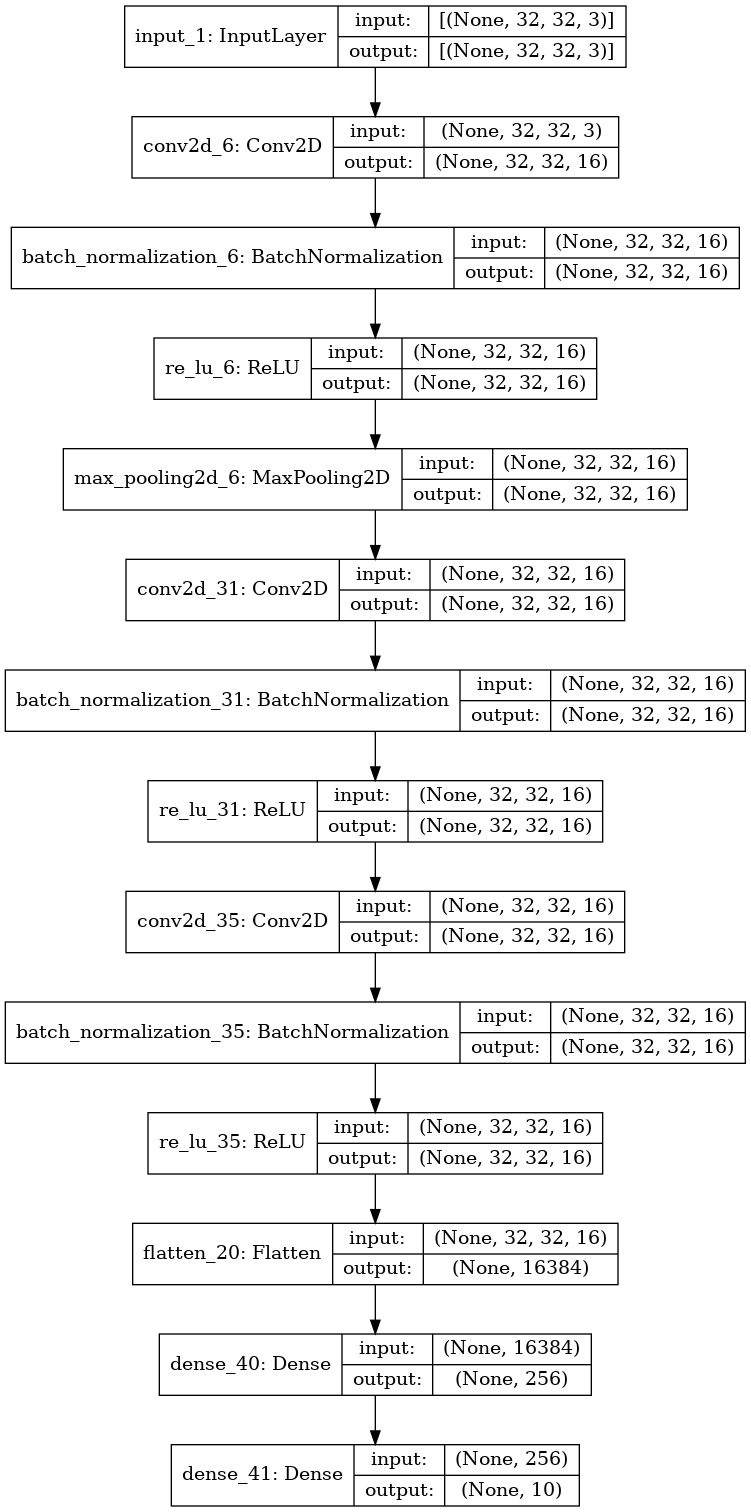 input_1: InputLayer
input: [(None, 32, 32, 3)]
output: [(None, 32, 32, 3)]
conv2d_6: Conv2D
input: (None, 32, 32, 3)
output: (None, 32, 32, 16)
batch_normalization_6: BatchNormalization
input: (None, 32, 32, 16)
output: (None, 32, 32, 16)
re_lu_6: ReLU
input: (None, 32, 32, 16)
output: (None, 32, 32, 16)
max_pooling2d_6: MaxPooling2D
input: (None, 32, 32, 16)
output: (None, 32, 32, 16)
conv2d_31: Conv2D
input: (None, 32, 32, 16)
output: (None, 32, 32, 16)
batch_normalization_31: BatchNormalization
input: (None, 32, 32, 16)
output: (None, 32, 32, 16)
re_lu_31: ReLU
input: (None, 32, 32, 16)
output: (None, 32, 32, 16)
conv2d_35: Conv2D
input: (None, 32, 32, 16)
output: (None, 32, 32, 16)
batch_normalization_35: BatchNormalization
input: (None, 32, 32, 16)
output: (None, 32, 32, 16)
re_lu_35: ReLU
input: (None, 32, 32, 16)
output: (None, 32, 32, 16)
flatten_20: Flatten
input: (None, 32, 32, 16)
output: (None, 16384)
dense_40: Dense
input: (None, 16384)
output: (None, 256)
dense_41: Dense
input: (None, 256)
output: (None, 10)